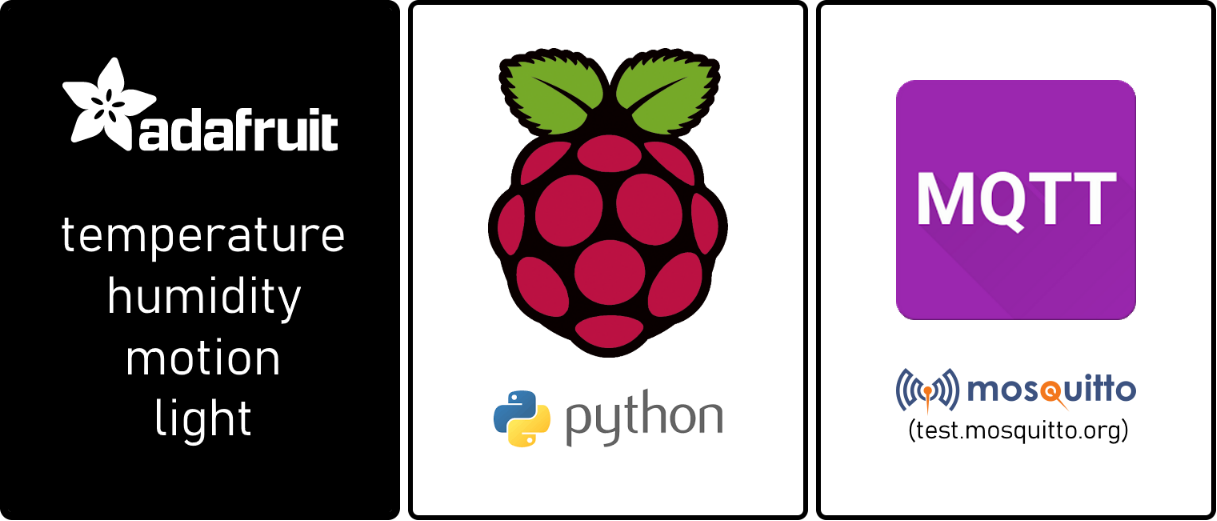 adafruit
temperature
humidity
motion
light
python
MQTT
mosquitto
(test.mosquitto.org)